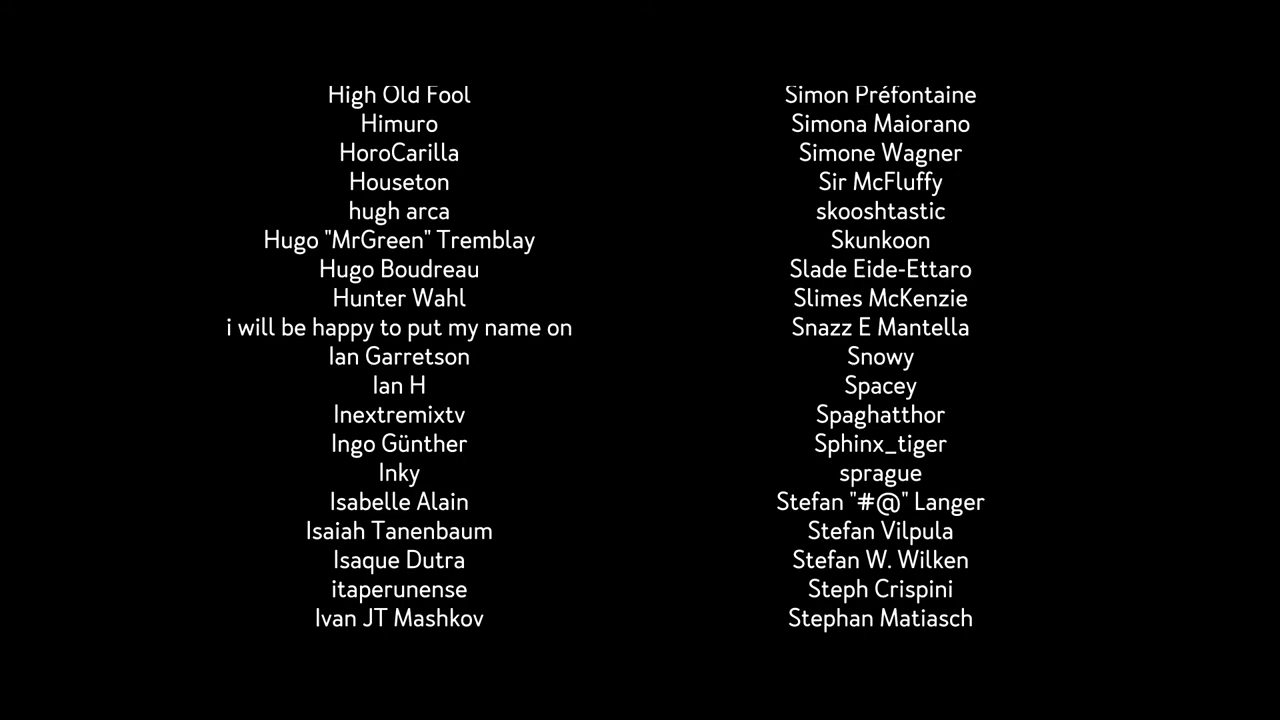 High Old Fool
Himuro
HoroCarilla
Houseton
hugh arca
Hugo "MrGreen" Tremblay
Hugo Boudreau
Hunter Wahl
i will be happy to put my name on
Ian Garretson
Ian H
Inextremixtv
Ingo Günther
Inky
Isabelle Alain
Isaiah Tanenbaum
Isaque Dutra
itaperunense
Ivan JT Mashkov
Simon Préfontaine
Simona Maiorano
Simone Wagner
Sir McFluffy
skooshtastic
Skunkoon
Slade Eide-Ettaro
Slimes McKenzie
Snazz E Mantella
Snowy
Spacey
Spaghatthor
Sphinx_tiger
sprague
Stefan "#@" Langer
Stefan Vilpula
Stefan W. Wilken
Steph Crispini
Stephan Matiasch